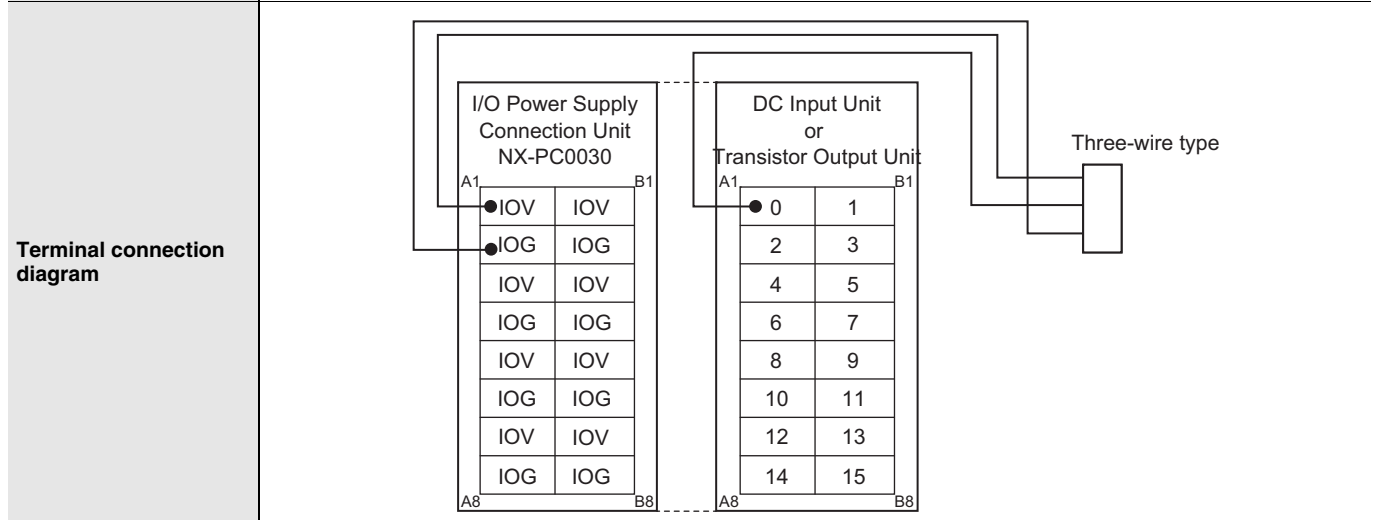 Terminal connection
diagram
I/O Power Supply
Connection Unit
NX-PC0030
A1 B1
IOV IOV
IOG IOG
IOV IOV
IOG IOG
IOV IOV
IOG IOG
IOV IOV
IOG IOG
A8 B8
DC Input Unit
or
Transistor Output Unit
A1 B1
0 1
2 3
4 5
6 7
8 9
10 11
12 13
14 15
A8 B8
Three-wire type